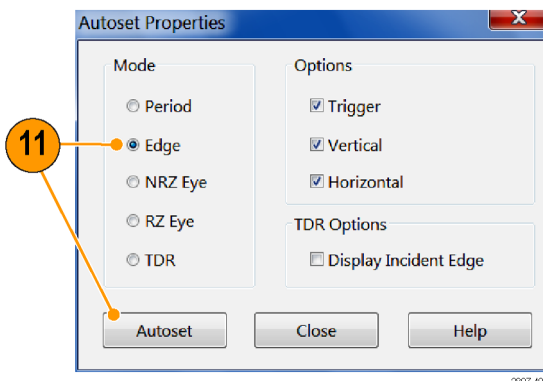 Autoset Properties
X
Mode
Options
Period
Trigger
11
Edge
Vertical
NRZ Eye
Horizontal
RZ Eye
TDR Options
TDR
Display Incident Edge
Autoset
Close
Help